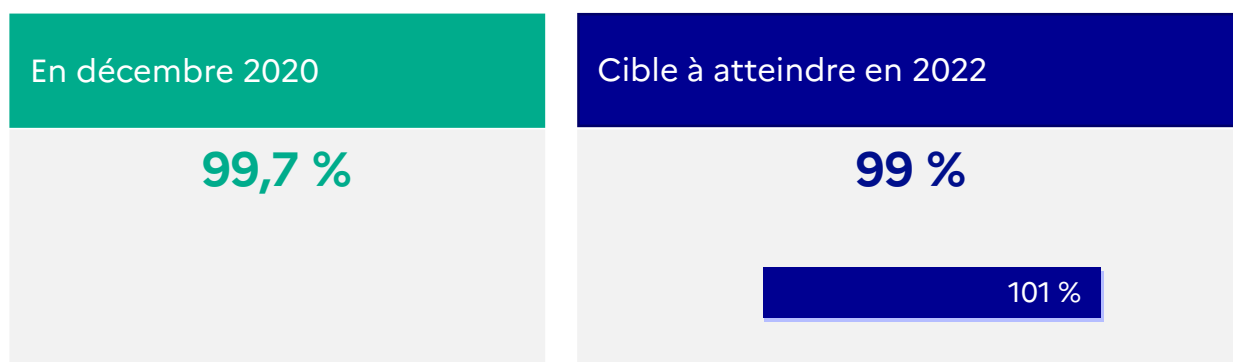 En décembre 2020
99,7 %
Cible à atteindre en 2022
99 %
101 %